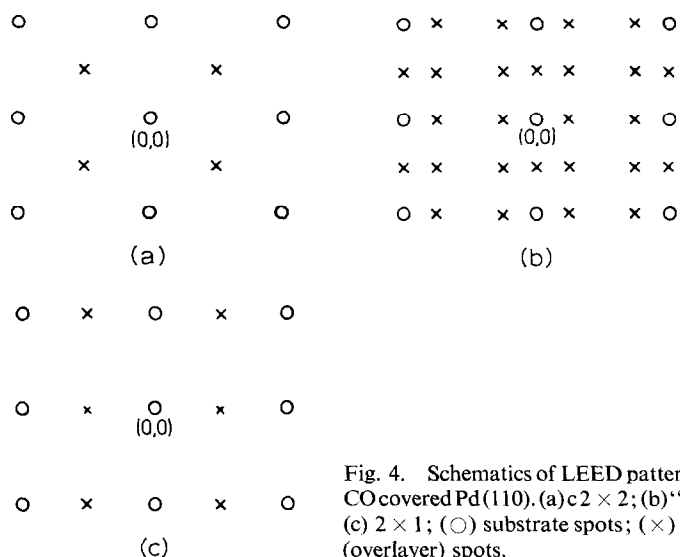 (0,0)
(0,0)
(a)
(b)
(0,0)
(c)
Fig. 4. Schematics of LEED patter
CO covered Pd(110). (a) c 2 × 2; (b) “
(c) 2 × 1; (○) substrate spots; (×)
(overlayer) spots.